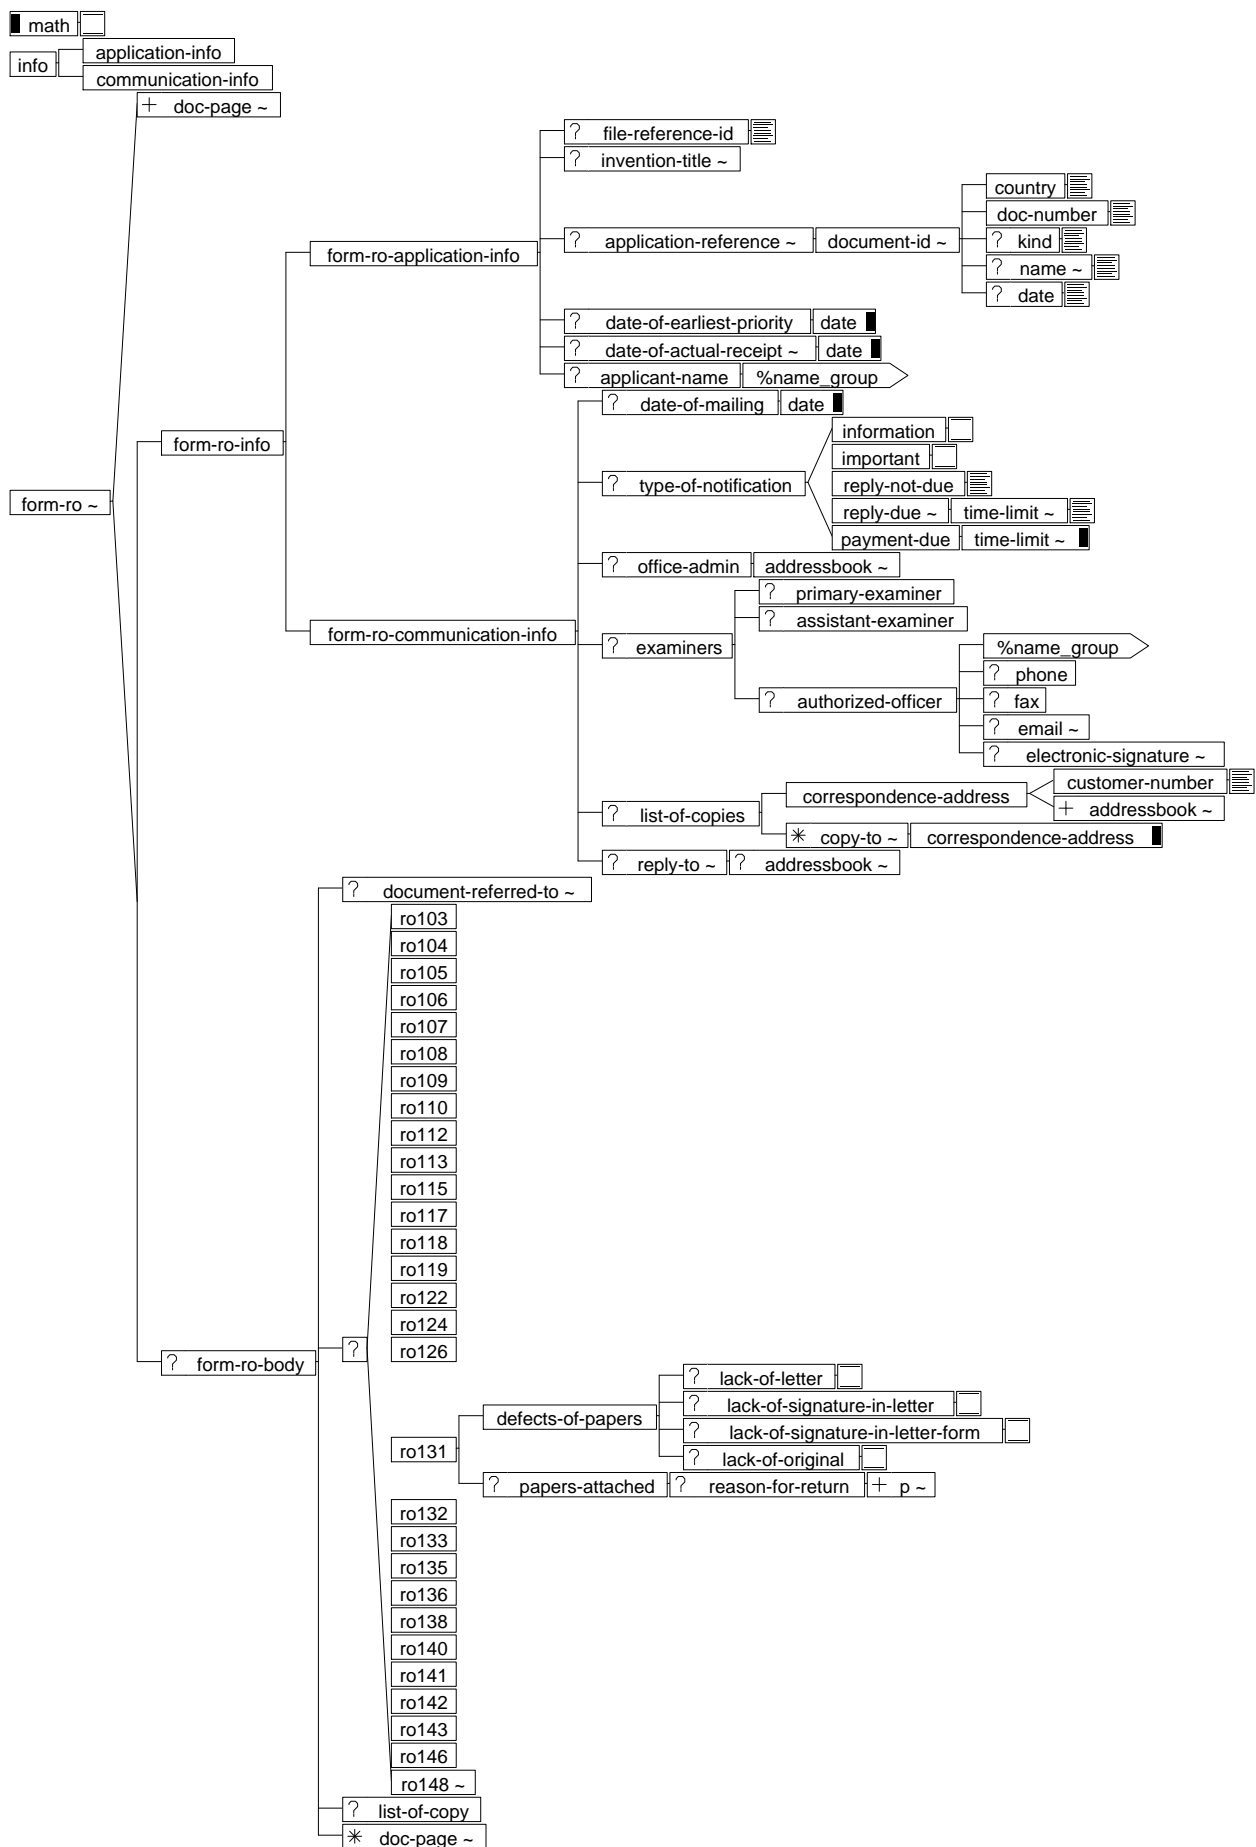 math
application-info
info
communication-info
+ doc-page ~
? file-reference-id
? invention-title ~
country
doc-number
form-ro-application-info
? application-reference ~ document-id ~ ? kind
? name ~
? date
? date-of-earliest-priority date
? date-of-actual-receipt ~ date
? applicant-name %name_group
? date-of-mailing date
information
form-ro-info
important
? type-of-notification reply-not-due
form-ro ~
reply-due ~ time-limit ~
payment-due time-limit ~
? office-admin addressbook ~
? primary-examiner
? assistant-examiner
form-ro-communication-info
? examiners
%name_group
? phone
? authorized-officer ? fax
? email ~
? electronic-signature ~
customer-number
correspondence-address
+ addressbook ~
? list-of-copies
* copy-to ~ correspondence-address
? reply-to ~ ? addressbook ~
? document-referred-to ~
ro103
ro104
ro105
ro106
ro107
ro108
ro109
ro110
ro112
ro113
ro115
ro117
ro118
ro119
ro122
ro124
? form-ro-body ? ro126
? lack-of-letter
? lack-of-signature-in-letter
defects-of-papers
? lack-of-signature-in-letter-form
ro131
? lack-of-original
? papers-attached ? reason-for-return + p ~
ro132
ro133
ro135
ro136
ro138
ro140
ro141
ro142
ro143
ro146
ro148 ~
? list-of-copy
* doc-page ~